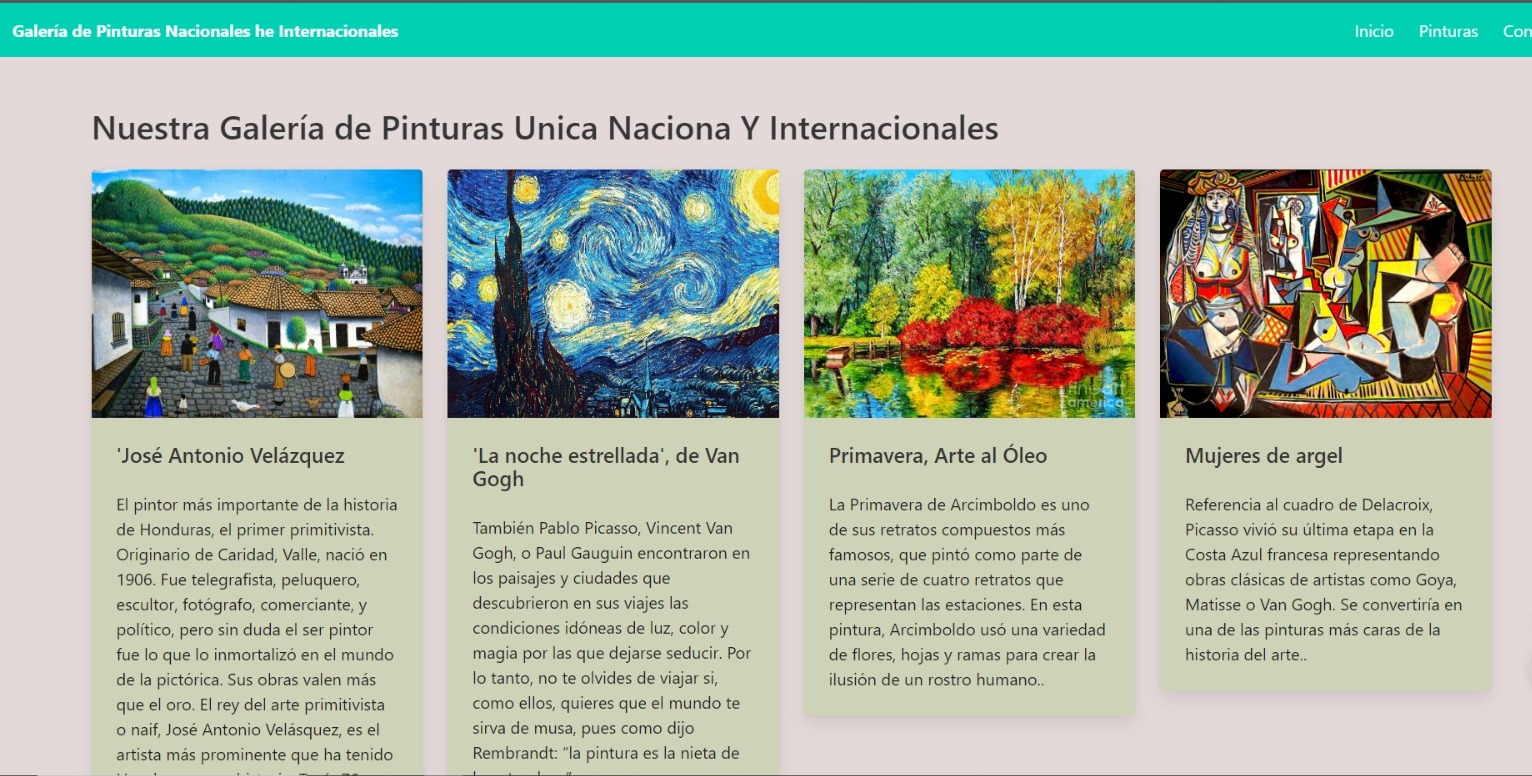 Galería de Pinturas Nacionales he Internacionales
Inicio
Pinturas
Con
Nuestra Galería de Pinturas Unica Naciona Y Internacionales
fine art
america
'José Antonio Velázquez
El pintor más importante de la historia
de Honduras, el primer primitivista.
Originario de Caridad, Valle, nació en
1906. Fue telegrafista, peluquero,
escultor, fotógrafo, comerciante, y
político, pero sin duda el ser pintor
fue lo que lo inmortalizó en el mundo
de la pictórica. Sus obras valen más
que el oro. El rey del arte primitivista
o naif, José Antonio Velásquez, es el
artista más prominente que ha tenido
'La noche estrellada', de Van
Gogh
También Pablo Picasso, Vincent Van
Gogh, o Paul Gauguin encontraron en
los paisajes y ciudades que
descubrieron en sus viajes las
condiciones idóneas de luz, color y
magia por las que dejarse seducir. Por
lo tanto, no te olvides de viajar si,
como ellos, quieres que el mundo te
sirva de musa, pues como dijo
Rembrandt: “la pintura es la nieta de
Primavera, Arte al Óleo
La Primavera de Arcimboldo es uno
de sus retratos compuestos más
famosos, que pintó como parte de
una serie de cuatro retratos que
representan las estaciones. En esta
pintura, Arcimboldo usó una variedad
de flores, hojas y ramas para crear la
ilusión de un rostro humano..
Mujeres de argel
Referencia al cuadro de Delacroix,
Picasso vivió su última etapa en la
Costa Azul francesa representando
obras clásicas de artistas como Goya,
Matisse o Van Gogh. Se convertiría en
una de las pinturas más caras de la
historia del arte..